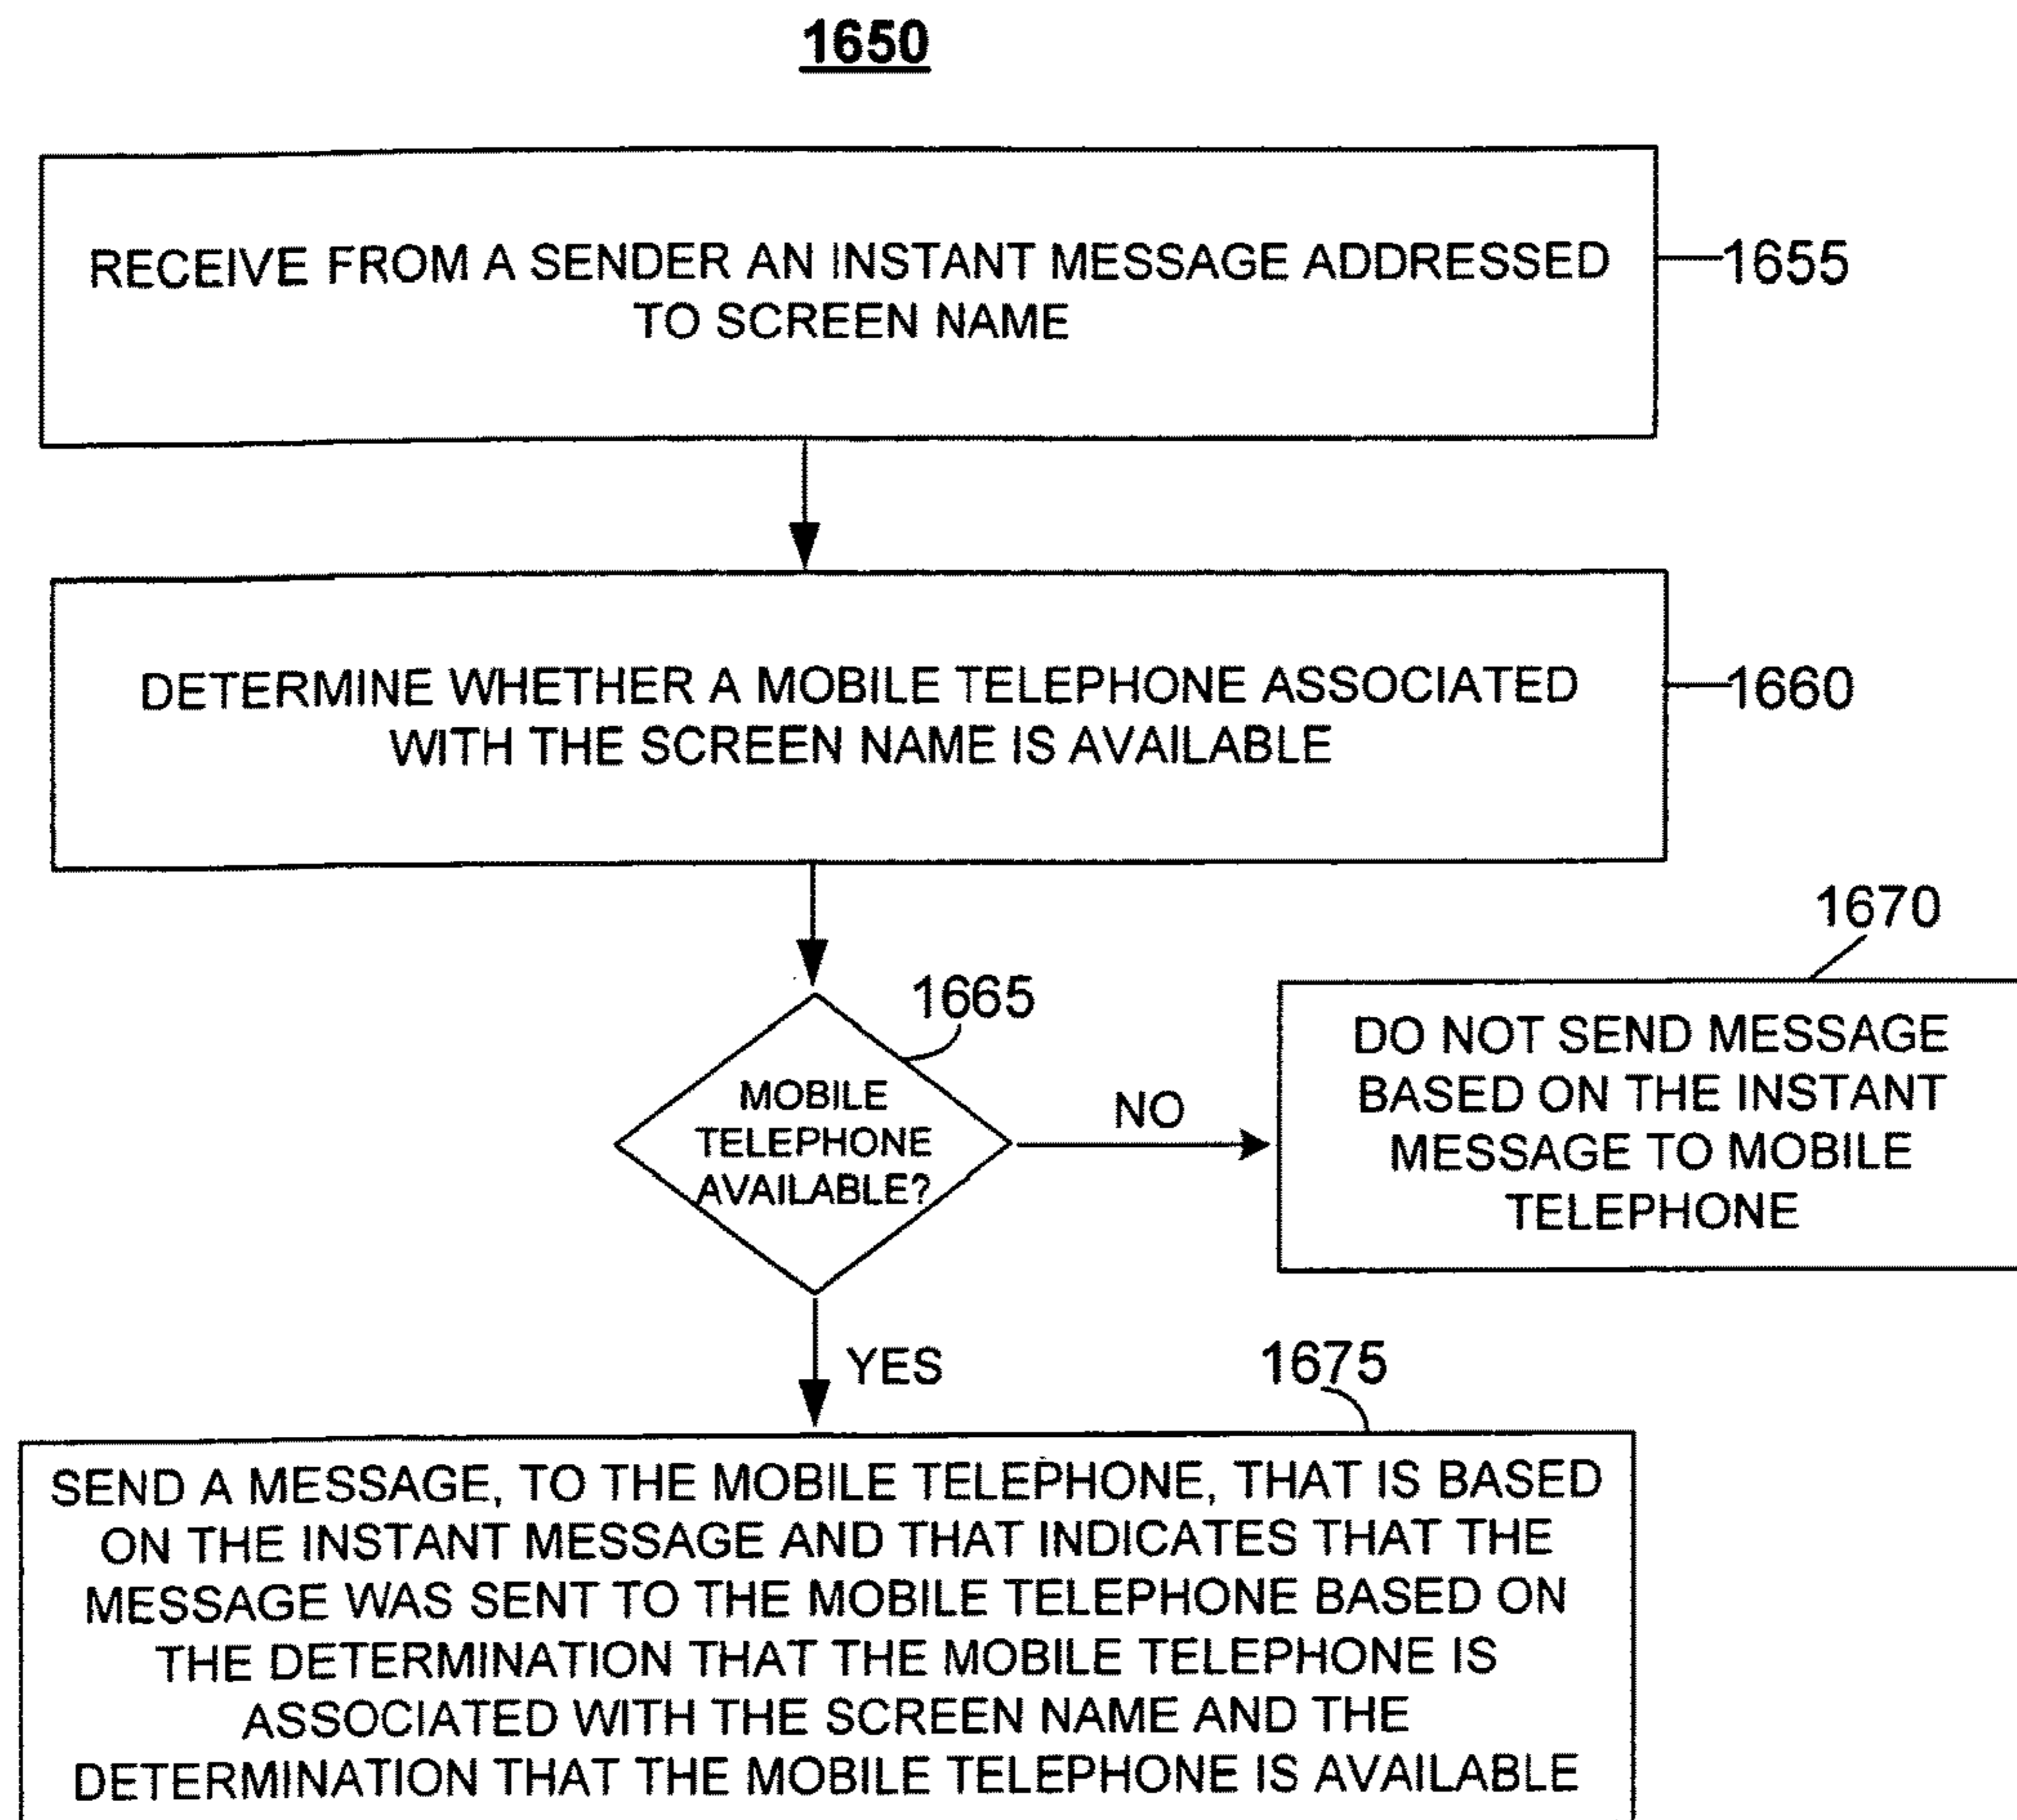 1650
RECEIVE FROM A SENDER AN INSTANT MESSAGE ADDRESSED
TO SCREEN NAME
1655
DETERMINE WHETHER A MOBILE TELEPHONE ASSOCIATED
WITH THE SCREEN NAME IS AVAILABLE
1660
1665
MOBILE
TELEPHONE
AVAILABLE?
NO
1670
DO NOT SEND MESSAGE
BASED ON THE INSTANT
MESSAGE TO MOBILE
TELEPHONE
YES
1675
SEND A MESSAGE, TO THE MOBILE TELEPHONE, THAT IS BASED
ON THE INSTANT MESSAGE AND THAT INDICATES THAT THE
MESSAGE WAS SENT TO THE MOBILE TELEPHONE BASED ON
THE DETERMINATION THAT THE MOBILE TELEPHONE IS
ASSOCIATED WITH THE SCREEN NAME AND THE
DETERMINATION THAT THE MOBILE TELEPHONE IS AVAILABLE